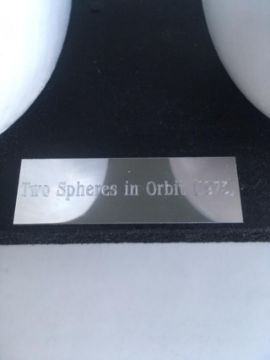 Two Spheres in Orbit